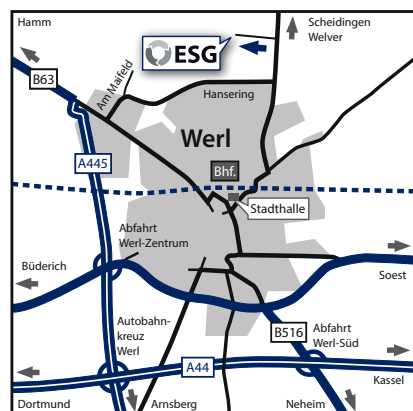 Hamm
Scheidingen
Welver
ESG
B63
Am Maifeld
Hansering
Werl
A445
Bhf.
Stadthalle
Abfahrt
Werl-Zentrum
Büderich
Soest
Autobahn-
kreuz
Werl
B516
Abfahrt
Werl-Süd
A44
Kassel
Dortmund
Arnsberg
Neheim